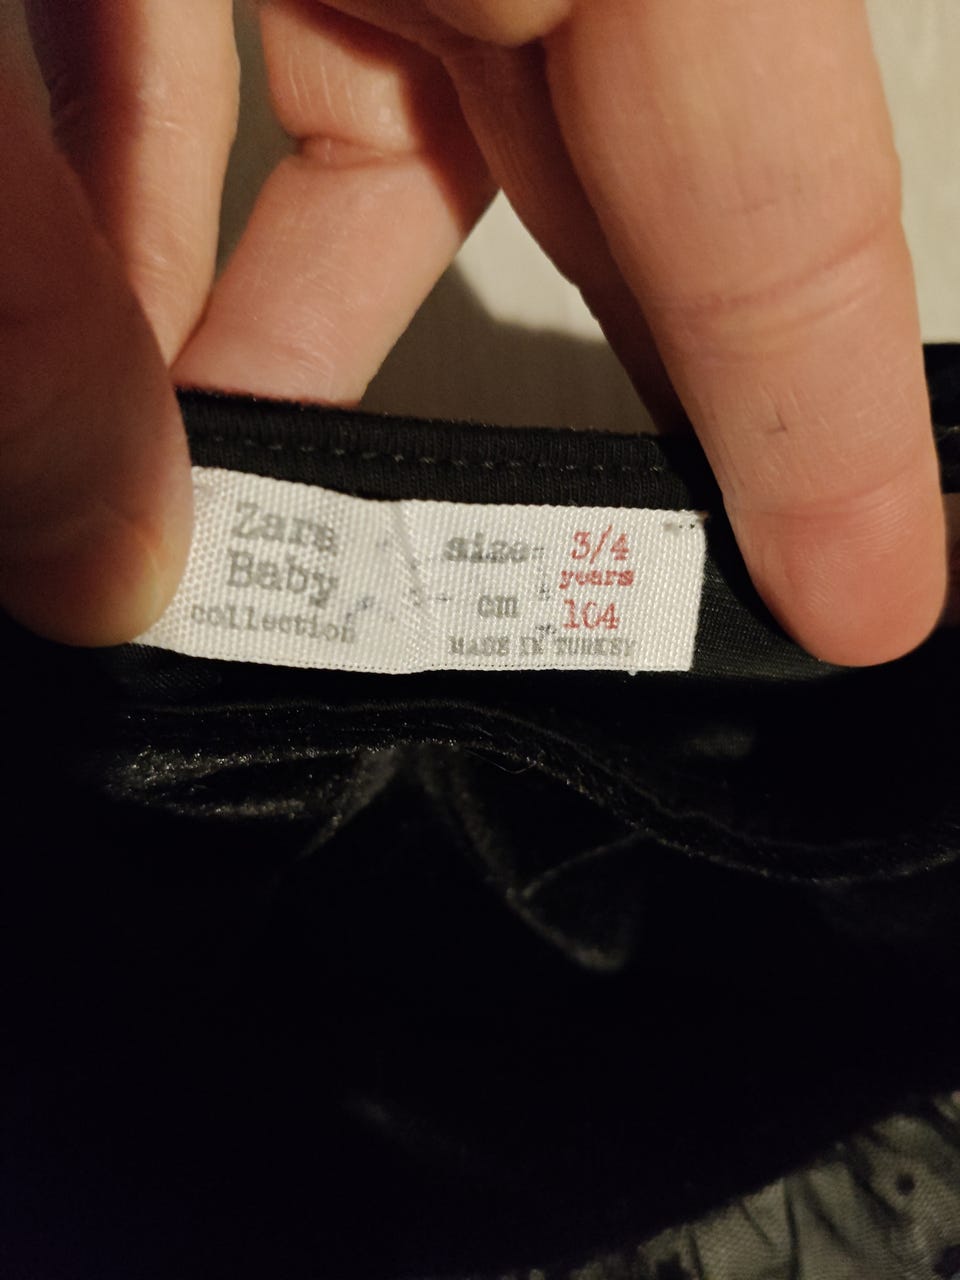 Zara
Baby
collection
size 3/4
years
cm 104
MADE IN TURKEY